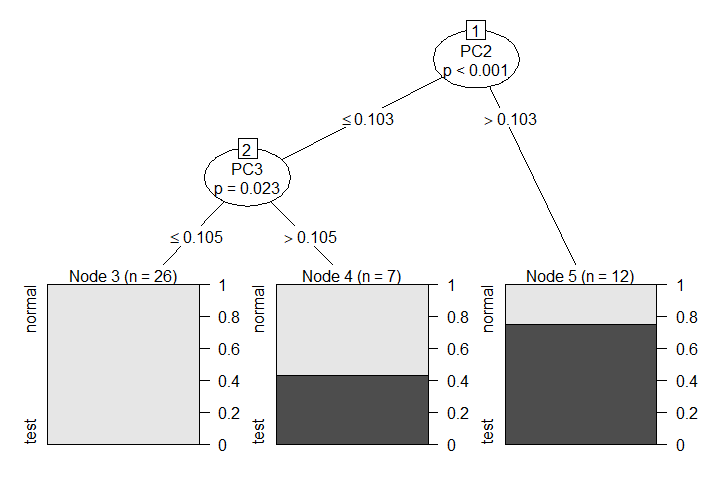 1
PC2
p < 0.001
≤ 0.103
> 0.103
2
PC3
p = 0.023
≤ 0.105
> 0.105
Node 3 (n = 26)
normal
test
1
0.8
0.6
0.4
0.2
0
Node 4 (n = 7)
normal
test
1
0.8
0.6
0.4
0.2
0
Node 5 (n = 12)
normal
test
1
0.8
0.6
0.4
0.2
0